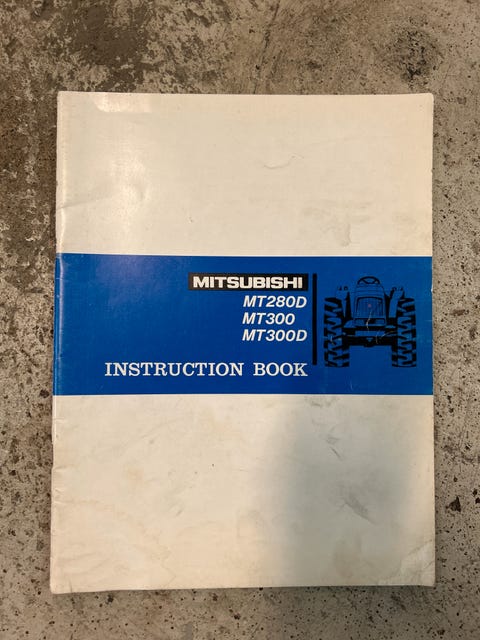 MITSUBISHI
MT280D
MT300
MT300D
INSTRUCTION BOOK